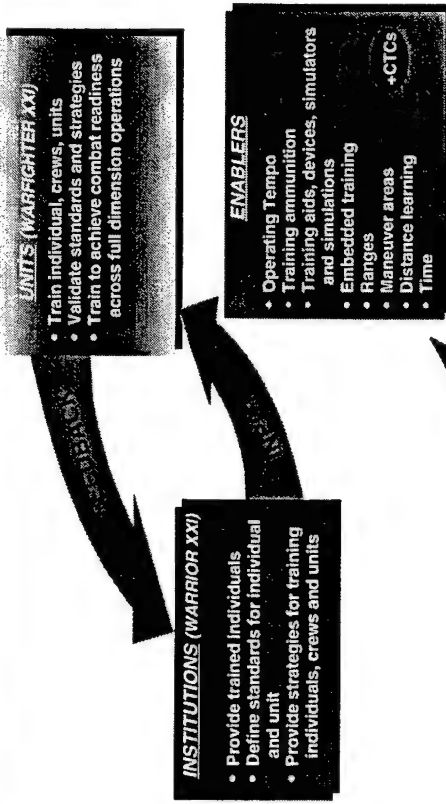 UNITS (WARFIGHTER XXI)
• Train individual, crews, units
• Validate standards and strategies
• Train to achieve combat readiness
across full dimension operations
INSTITUTIONS (WARRIOR XXI)
• Provide trained individuals
• Define standards for individual
and unit
• Provide strategies for training
individuals, crews and units
ENABLERS
• Operating Tempo
• Training ammunition
• Training aids, devices, simulators
and simulations
• Embedded training
• Ranges
• Maneuver areas
• Distance learning
• Time
+CTCs